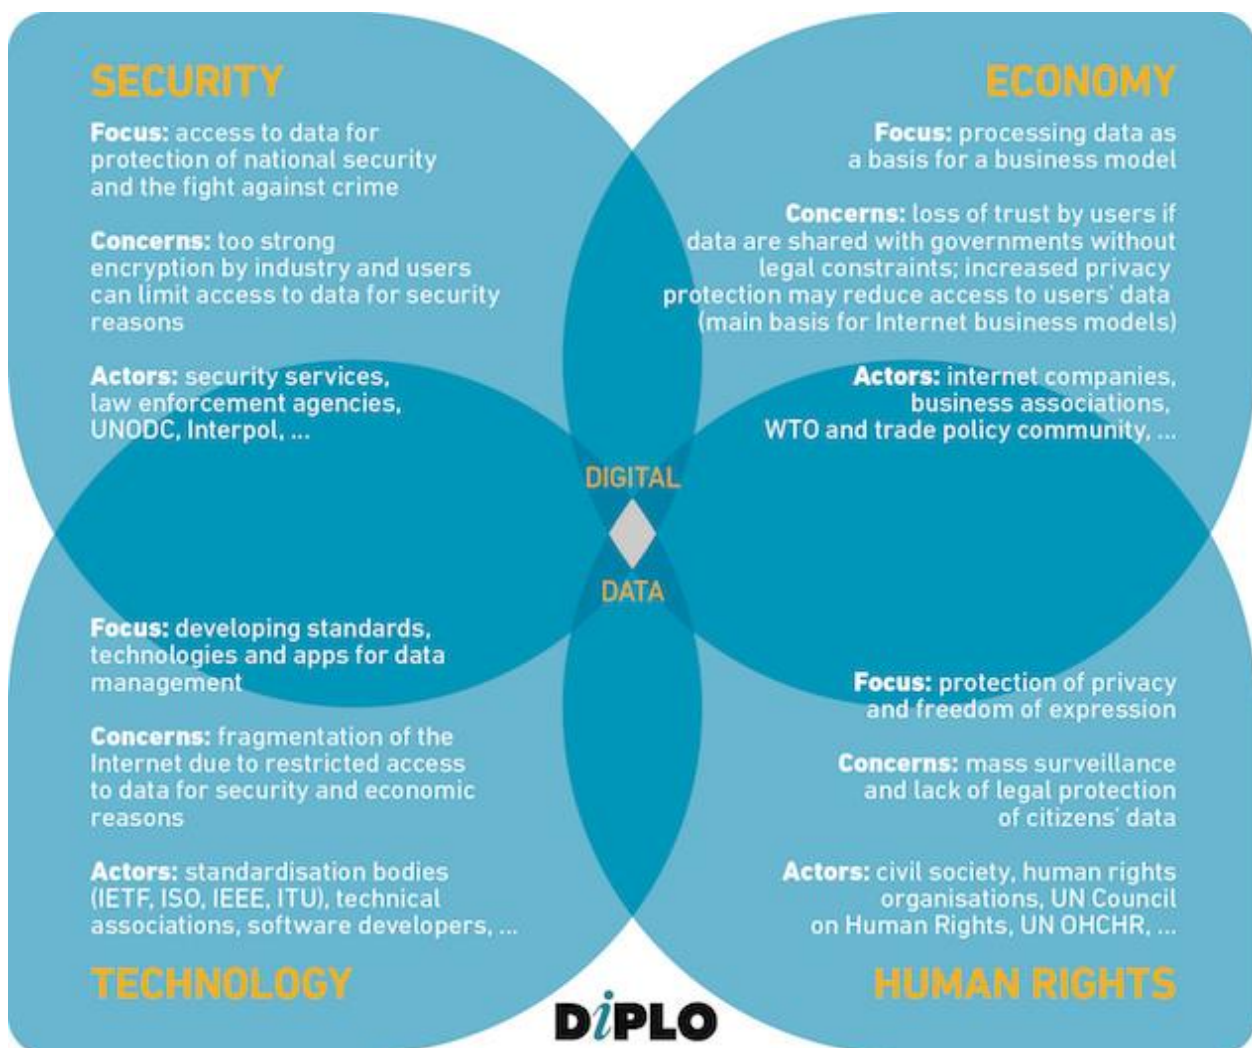 SECURITY
Focus: access to data for
protection of national security
and the fight against crime
Concerns: too strong
encryption by industry and users
can limit access to data for security
reasons
Actors: security services,
law enforcement agencies,
UNODC, Interpol, ...
ECONOMY
Focus: processing data as
a basis for a business model
Concerns: loss of trust by users if
data are shared with governments without
legal constraints; increased privacy
protection may reduce access to users' data
(main basis for Internet business models)
Actors: internet companies,
business associations,
WTO and trade policy community, ...
DIGITAL
DATA
Focus: developing standards,
technologies and apps for data
management
Concerns: fragmentation of the
Internet due to restricted access
to data for security and economic
reasons
Actors: standardisation bodies
(IETF, ISO, IEEE, ITU), technical
associations, software developers, ...
TECHNOLOGY
Focus: protection of privacy
and freedom of expression
Concerns: mass surveillance
and lack of legal protection
of citizens' data
Actors: civil society, human rights
organisations, UN Council
on Human Rights, UN OHCHR, ...
HUMAN RIGHTS
DiPLO